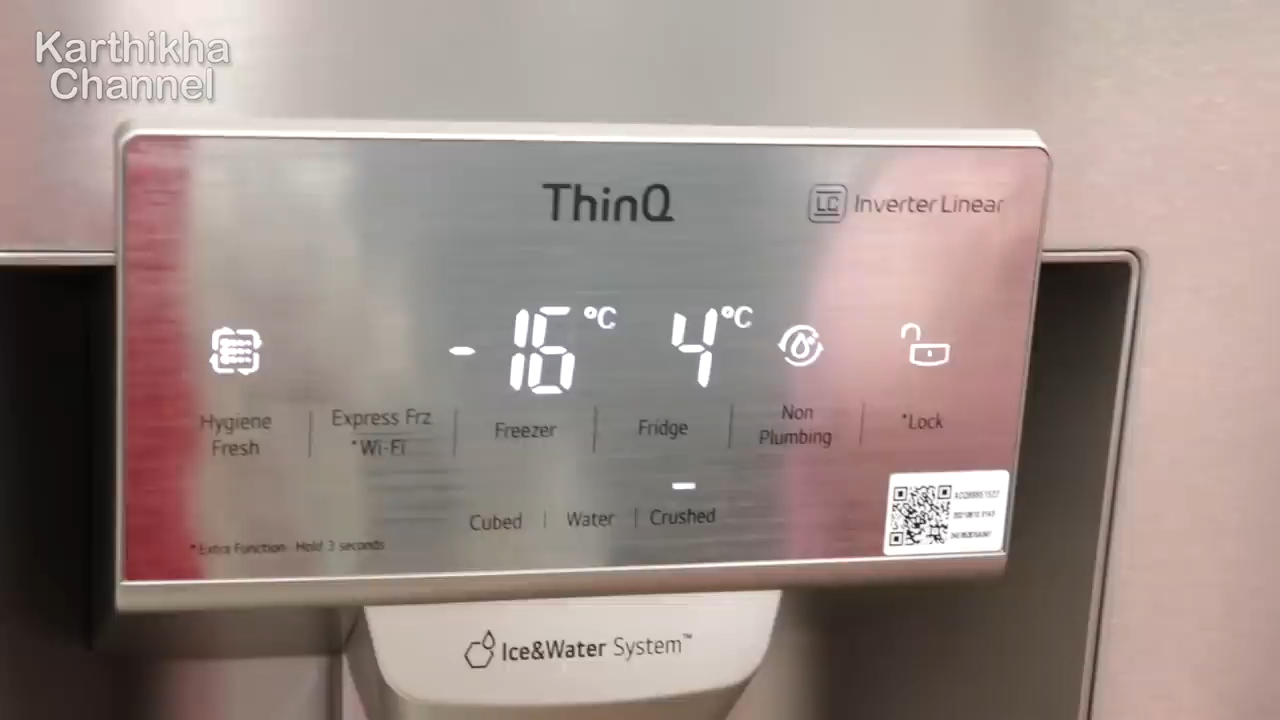 Karthikha
Channel
ThinQ
LC Inverter Linear
-16 °C 4 °C
Hygiene
Fresh
Express Frz
*Wi-Fi
Freezer
Fridge
Non
Plumbing
*Lock
Cubed | Water | Crushed
*Extra Function : Hold 3 seconds
Ice&Water System™